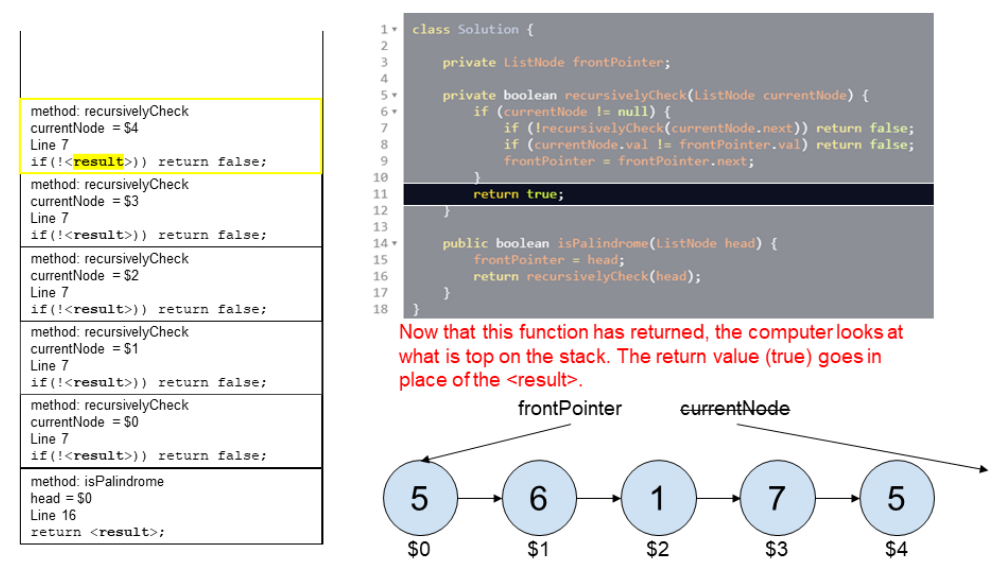 method: recursivelyCheck
currentNode = $4
Line 7
if(!<result>)) return false;
method: recursivelyCheck
currentNode = $3
Line 7
if(!<result>)) return false;
method: recursivelyCheck
currentNode = $2
Line 7
if(!<result>)) return false;
method: recursivelyCheck
currentNode = $1
Line 7
if(!<result>)) return false;
method: recursivelyCheck
currentNode = $0
Line 7
if(!<result>)) return false;
method: isPalindrome
head = $0
Line 16
return <result>;
1 class Solution {
2
3 private ListNode frontPointer;
4
5 private boolean recursivelyCheck(ListNode currentNode) {
6 if (currentNode != null) {
7 if (!recursivelyCheck(currentNode.next)) return false;
8 if (currentNode.val != frontPointer.val) return false;
9 frontPointer = frontPointer.next;
10 }
11 return true;
12 }
13
14 public boolean isPalindrome(ListNode head) {
15 frontPointer = head;
16 return recursivelyCheck(head);
17 }
18 }
Now that this function has returned, the computer looks at
what is top on the stack. The return value (true) goes in
place of the <result>.
frontPointer currentNode
5 6 1 7 5
$0 $1 $2 $3 $4